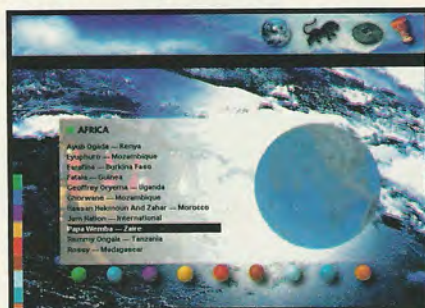 AFRICA
Ayub Ogada — Kenya
Eyuphuro — Mozambique
Farafina — Burkina Faso
Fatala — Guinea
Geoffrey Oryema — Uganda
Ghorwane — Mozambique
Hassan Hakmoun And Zahar — Morocco
Jam Nation — International
Papa Wemba — Zaire
Remmy Ongala — Tanzania
Rossy — Madagascar